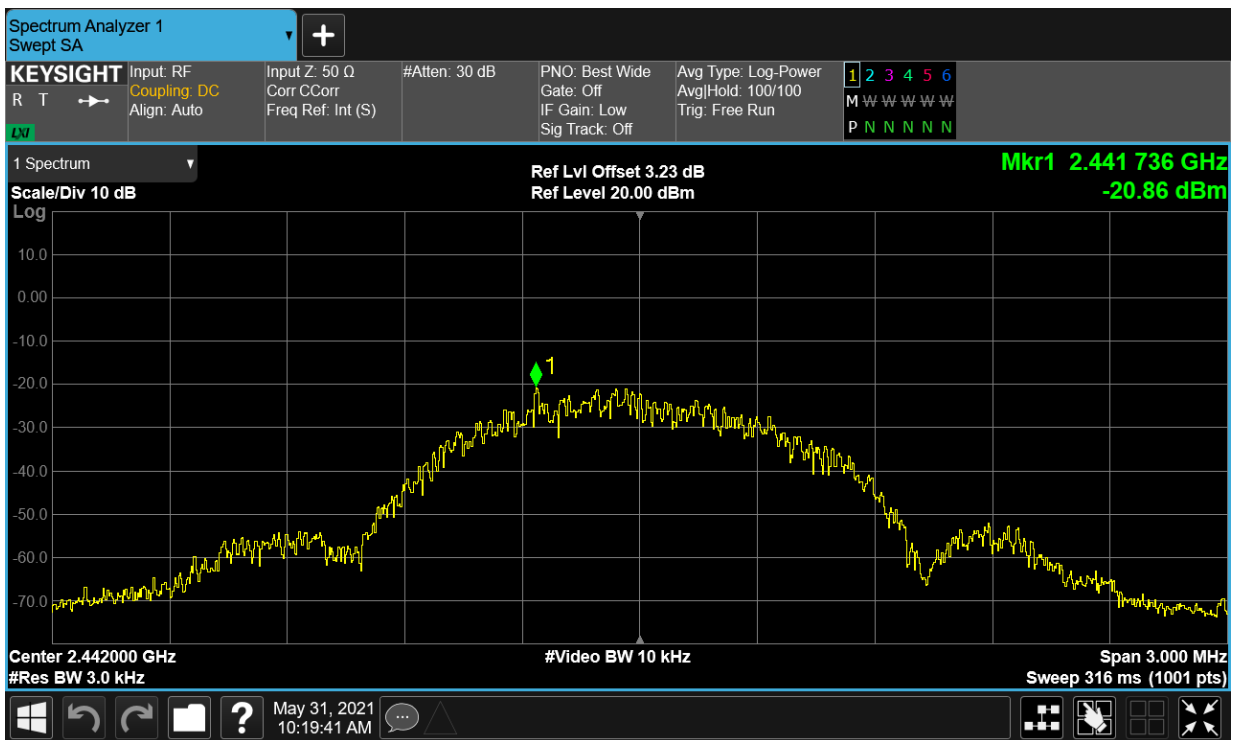 Spectrum Analyzer 1
Swept SA
KEYSIGHT
R T
LXI
Input: RF
Coupling: DC
Align: Auto
Input Z: 50 Ω
Corr CCorr
Freq Ref: Int (S)
#Atten: 30 dB
PNO: Best Wide
Gate: Off
IF Gain: Low
Sig Track: Off
Avg Type: Log-Power
Avg|Hold: 100/100
Trig: Free Run
1 2 3 4 5 6
M W W W W W
P N N N N N
1 Spectrum
Scale/Div 10 dB
Log
Ref Lvl Offset 3.23 dB
Ref Level 20.00 dBm
Mkr1 2.441 736 GHz
-20.86 dBm
10.0
0.00
-10.0
-20.0
-30.0
-40.0
-50.0
-60.0
-70.0
1
Center 2.442000 GHz
#Res BW 3.0 kHz
#Video BW 10 kHz
Span 3.000 MHz
Sweep 316 ms (1001 pts)
?
May 31, 2021
10:19:41 AM